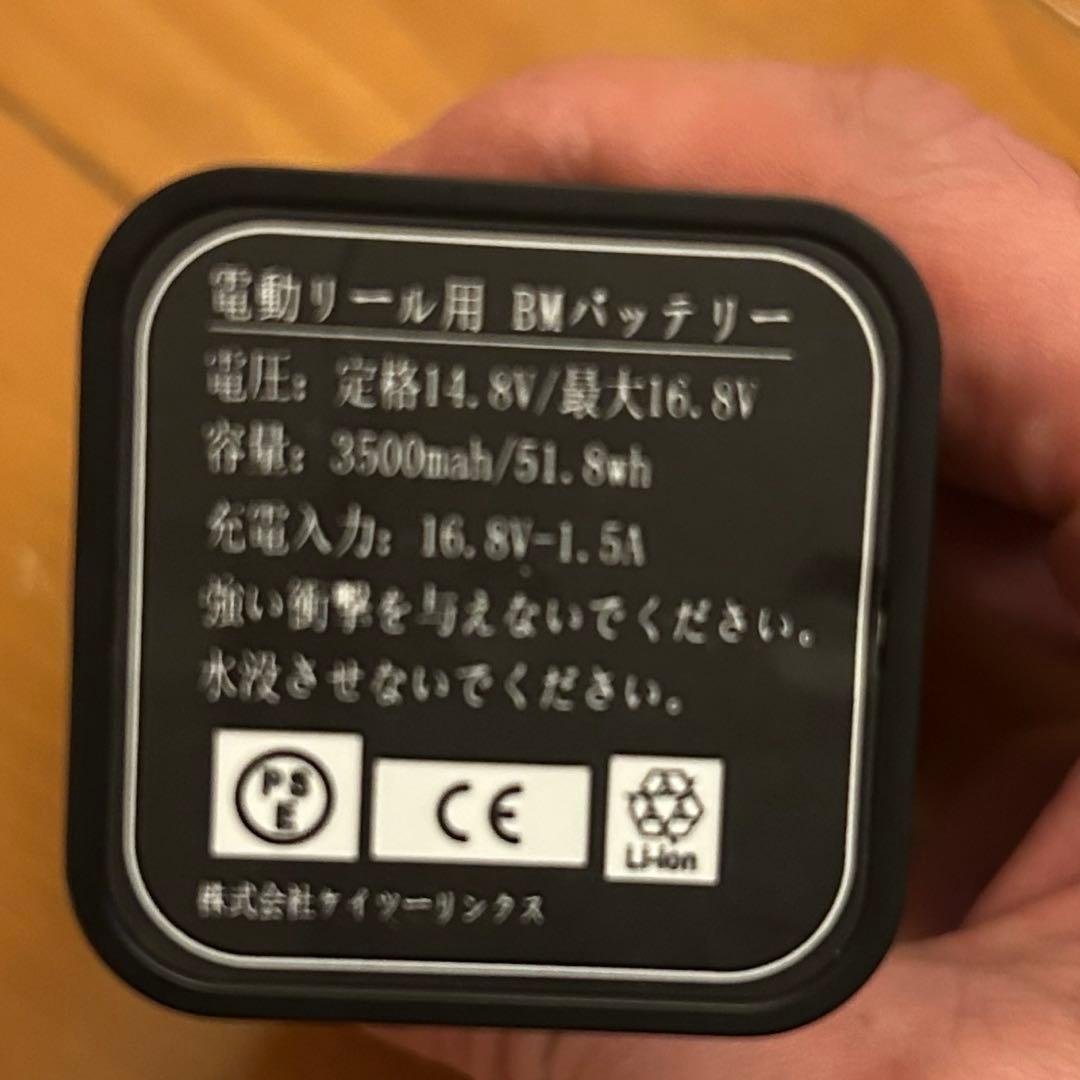 電動リール用 BMバッテリー
電圧: 定格14.8V/最大16.8V
容量: 3500mah/51.8wh
充電入力: 16.8V-1.5A
強い衝撃を与えないでください。
水没させないでください。
PS
E
CE
Li-ion
株式会社ケイツーリンクス